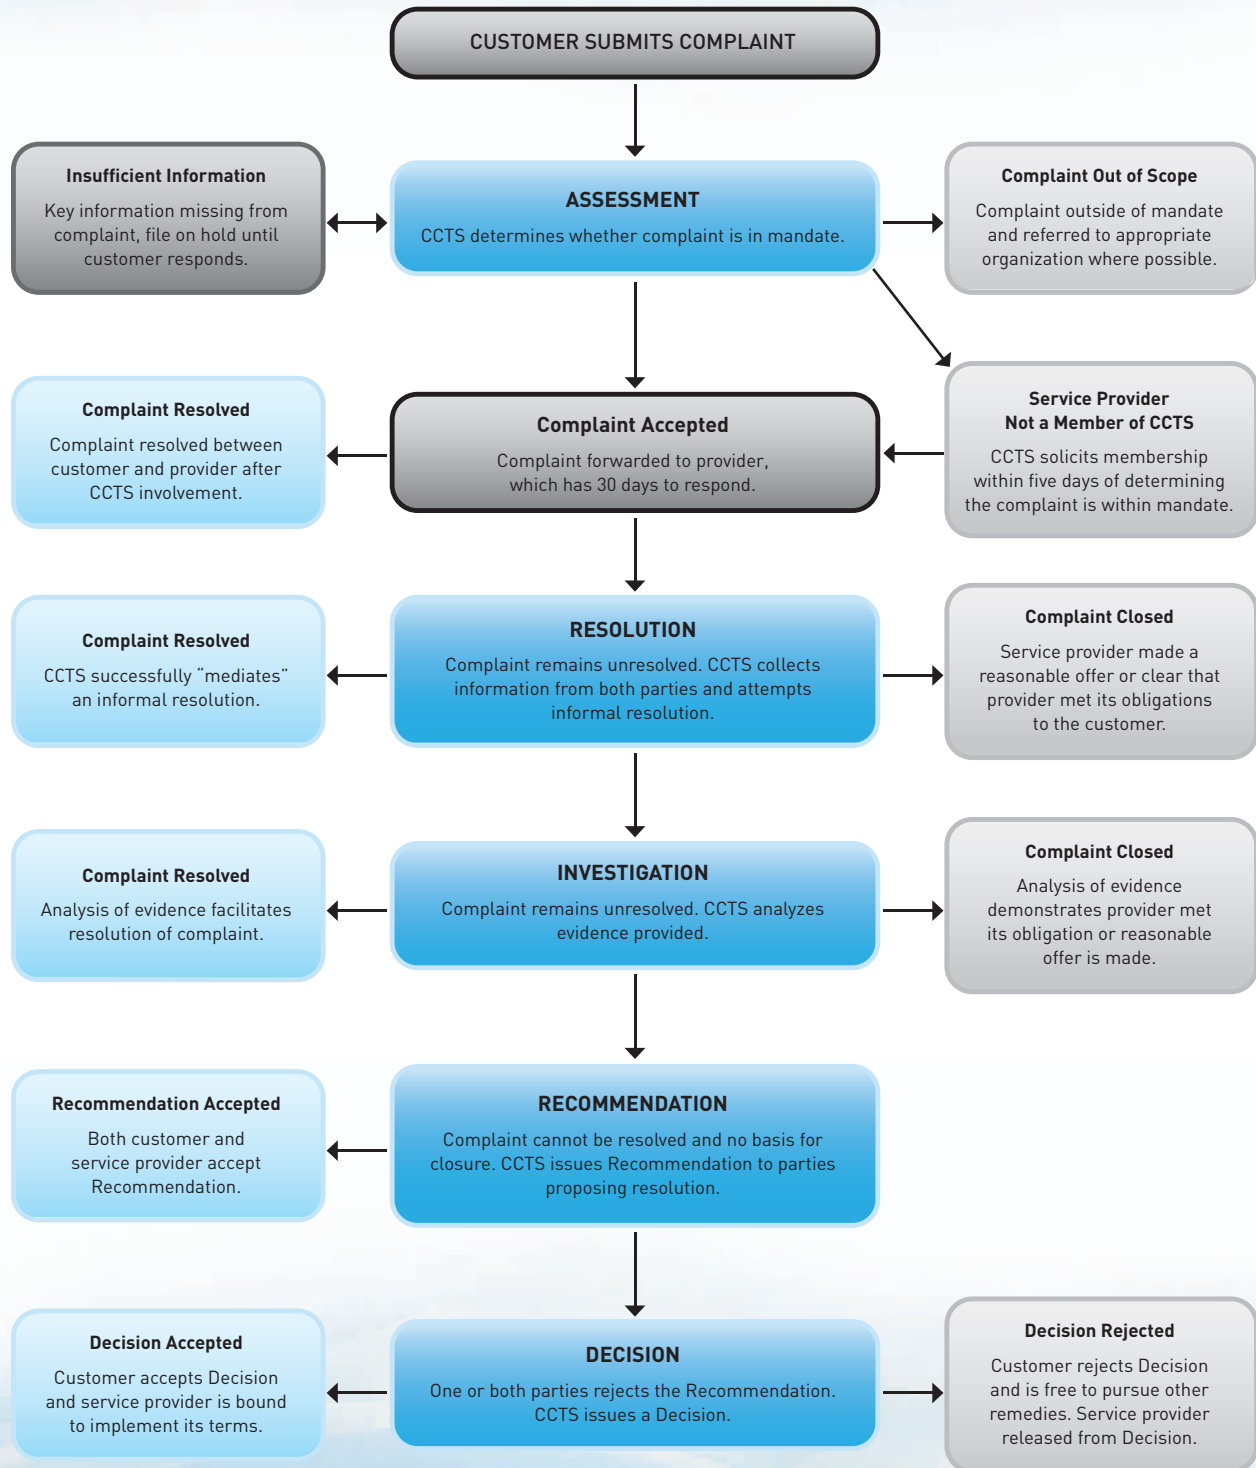 CUSTOMER SUBMITS COMPLAINT
Insufficient Information
Key information missing from
complaint, file on hold until
customer responds.
ASSESSMENT
CCTS determines whether complaint is in mandate.
Complaint Out of Scope
Complaint outside of mandate
and referred to appropriate
organization where possible.
Complaint Resolved
Complaint resolved between
customer and provider after
CCTS involvement.
Complaint Accepted
Complaint forwarded to provider,
which has 30 days to respond.
Service Provider
Not a Member of CCTS
CCTS solicits membership
within five days of determining
the complaint is within mandate.
Complaint Resolved
CCTS successfully "mediates”
an informal resolution.
RESOLUTION
Complaint remains unresolved. CCTS collects
information from both parties and attempts
informal resolution.
Complaint Closed
Service provider made a
reasonable offer or clear that
provider met its obligations
to the customer.
Complaint Resolved
Analysis of evidence facilitates
resolution of complaint.
INVESTIGATION
Complaint remains unresolved. CCTS analyzes
evidence provided.
Complaint Closed
Analysis of evidence
demonstrates provider met
its obligation or reasonable
offer is made.
Recommendation Accepted
Both customer and
service provider accept
Recommendation.
RECOMMENDATION
Complaint cannot be resolved and no basis for
closure. CCTS issues Recommendation to parties
proposing resolution.
Decision Accepted
Customer accepts Decision
and service provider is bound
to implement its terms.
DECISION
One or both parties rejects the Recommendation.
CCTS issues a Decision.
Decision Rejected
Customer rejects Decision
and is free to pursue other
remedies. Service provider
released from Decision.